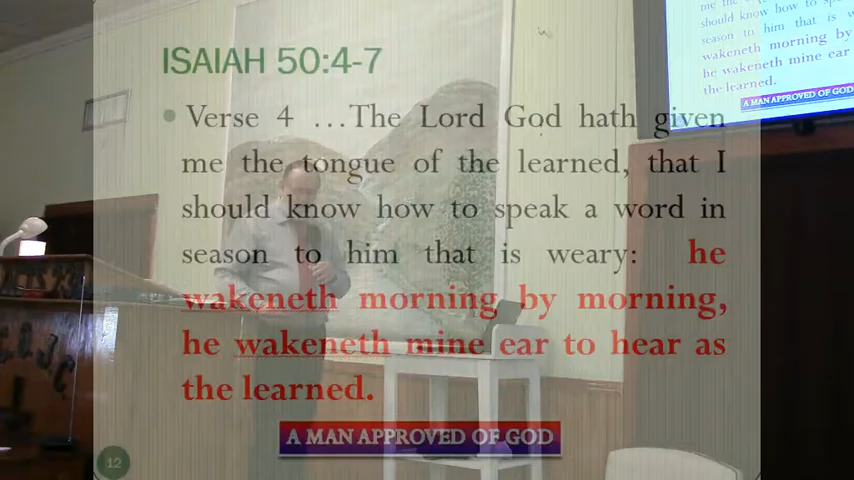 ISAIAH 50:4-7
Verse 4 ...The Lord God hath given
me the tongue of the learned, that I
should know how to speak a word in
season to him that is weary: he
wakeneth morning by morning,
he wakeneth mine ear to hear as
the learned.
A MAN APPROVED OF GOD
12
should know how to
season to him that is
wakeneth morning by
he wakeneth mine ear
the learned.
A MAN APPROVED OF GOD